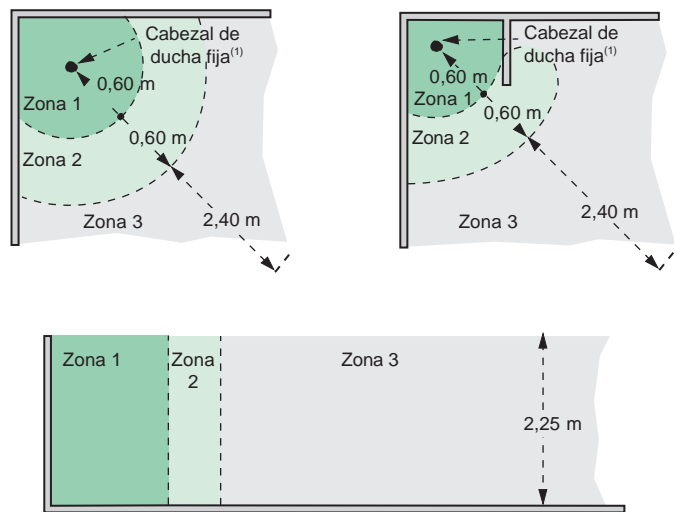 Cabezal de
ducha fija(1)
0,60 m
Zona 1
0,60 m
Zona 2
Zona 3
2,40 m
Cabezal de
ducha fija(1)
0,60 m
Zona 1
0,60 m
Zona 2
Zona 3
2,40 m
Zona 1
Zona
2
Zona 3
2,25 m